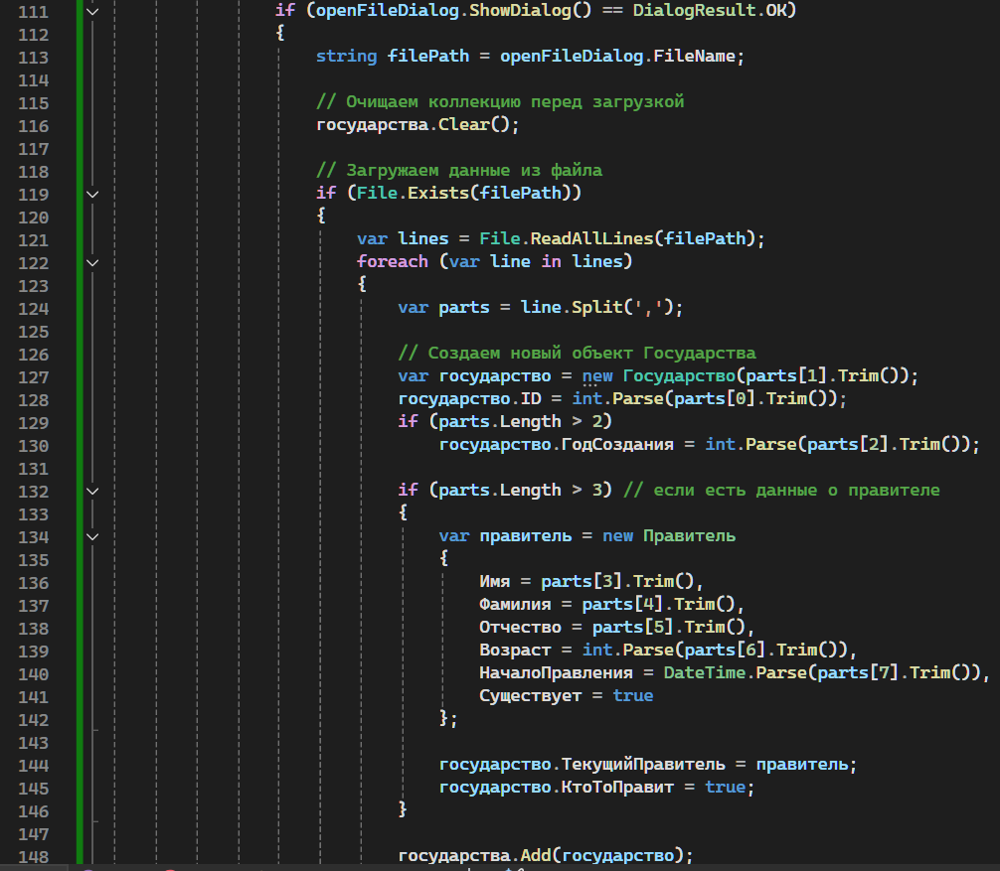 111 if (openFileDialog.ShowDialog() == DialogResult.OK)
112 {
113 string filePath = openFileDialog.FileName;
114
115 // Очищаем коллекцию перед загрузкой
116 государства.Clear();
117
118 // Загружаем данные из файла
119 if (File.Exists(filePath))
120 {
121 var lines = File.ReadAllLines(filePath);
122 foreach (var line in lines)
123 {
124 var parts = line.Split(',');
125
126 // Создаем новый объект Государства
127 var государство = new Государство(parts[1].Trim());
128 государство.ID = int.Parse(parts[0].Trim());
129 if (parts.Length > 2)
130 государство.ГодСоздания = int.Parse(parts[2].Trim());
131
132 if (parts.Length > 3) // если есть данные о правителе
133 {
134 var правитель = new Правитель
135 {
136 Имя = parts[3].Trim(),
137 Фамилия = parts[4].Trim(),
138 Отчество = parts[5].Trim(),
139 Возраст = int.Parse(parts[6].Trim()),
140 НачалоПравления = DateTime.Parse(parts[7].Trim()),
141 Существует = true
142 };
143
144 государство.ТекущийПравитель = правитель;
145 государство.КтоТоПравит = true;
146 }
147
148 государства.Add(государство);